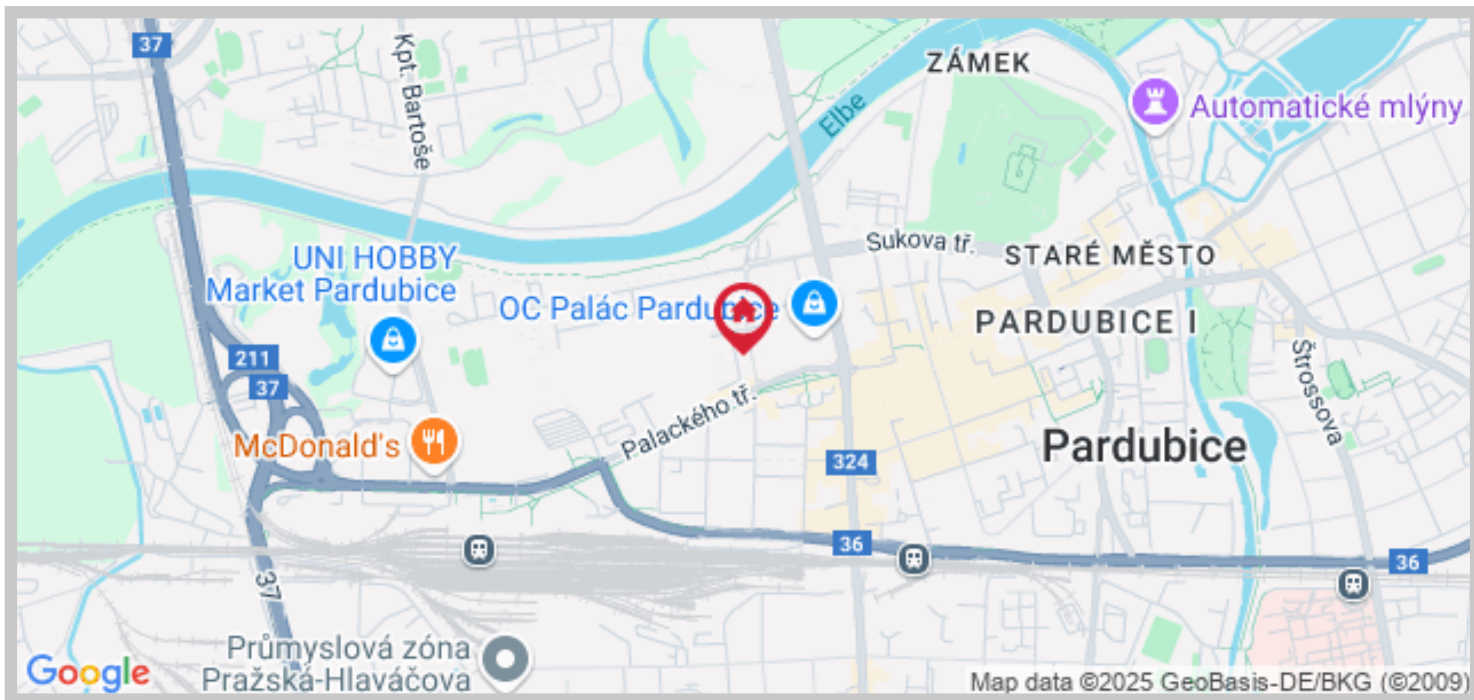 37
Kpt. Bartoše
Elbe
ZÁMEK
Automatické mlýny
UNI HOBBY
Market Pardubice
Sukova tř.
STARÉ MĚSTO
OC Palác Pardubice
PARDUBICE I
211
37
Palackého tř.
Štrossova
McDonald's
Pardubice
324
36
36
37
Průmyslová zóna
Pražská-Hlaváčova
Google
Map data ©2025 GeoBasis-DE/BKG (©2009)